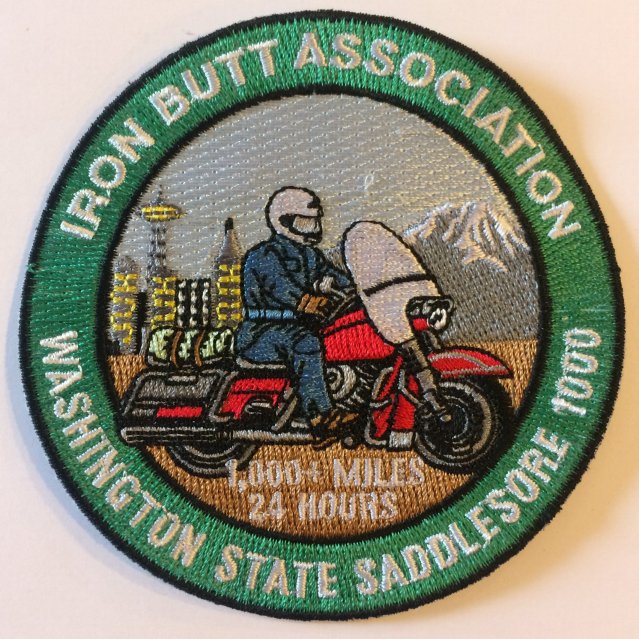 IRON BUTT ASSOCIATION
1,000+ MILES
24 HOURS
WASHINGTON STATE SADDLESORE 1000